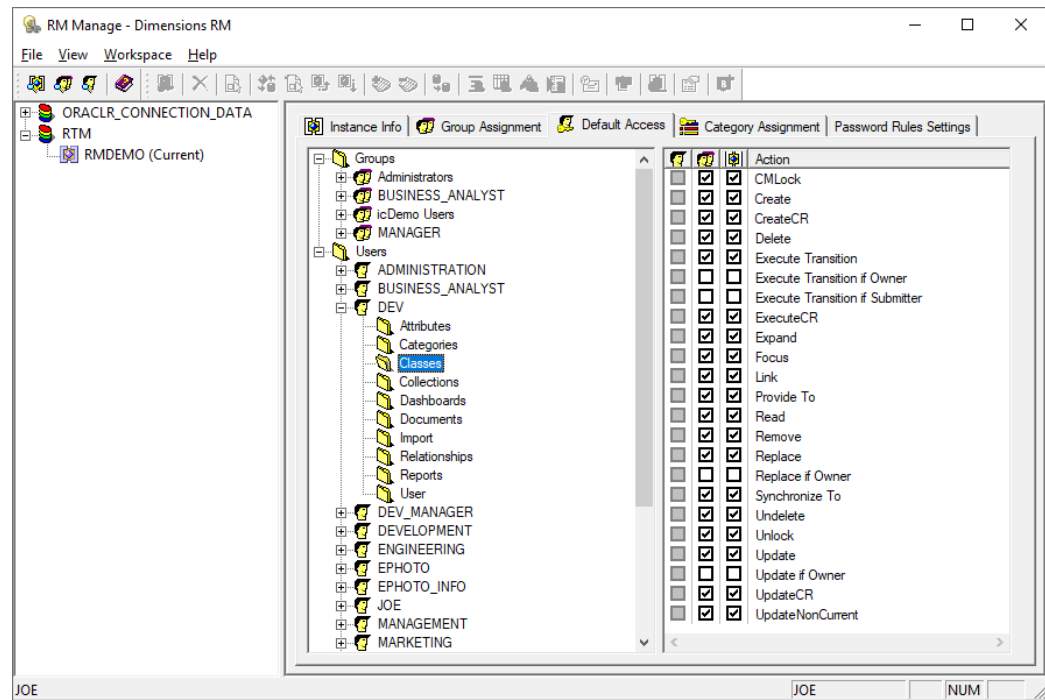 RM Manage - Dimensions RM
File View Workspace Help
ORACLR_CONNECTION_DATA
RTM
RMDEMO (Current)
Instance Info Group Assignment Default Access Category Assignment Password Rules Settings
Groups
Administrators
BUSINESS_ANALYST
icDemo Users
MANAGER
Users
ADMINISTRATION
BUSINESS_ANALYST
DEV
Attributes
Categories
Classes
Collections
Dashboards
Documents
Import
Relationships
Reports
User
DEV_MANAGER
DEVELOPMENT
ENGINEERING
EPHOTO
EPHOTO_INFO
JOE
MANAGEMENT
MARKETING
Action
CMLock
Create
CreateCR
Delete
Execute Transition
Execute Transition if Owner
Execute Transition if Submitter
ExecuteCR
Expand
Focus
Link
Provide To
Read
Remove
Replace
Replace if Owner
Synchronize To
Undelete
Unlock
Update
Update if Owner
UpdateCR
UpdateNonCurrent
JOE JOE NUM